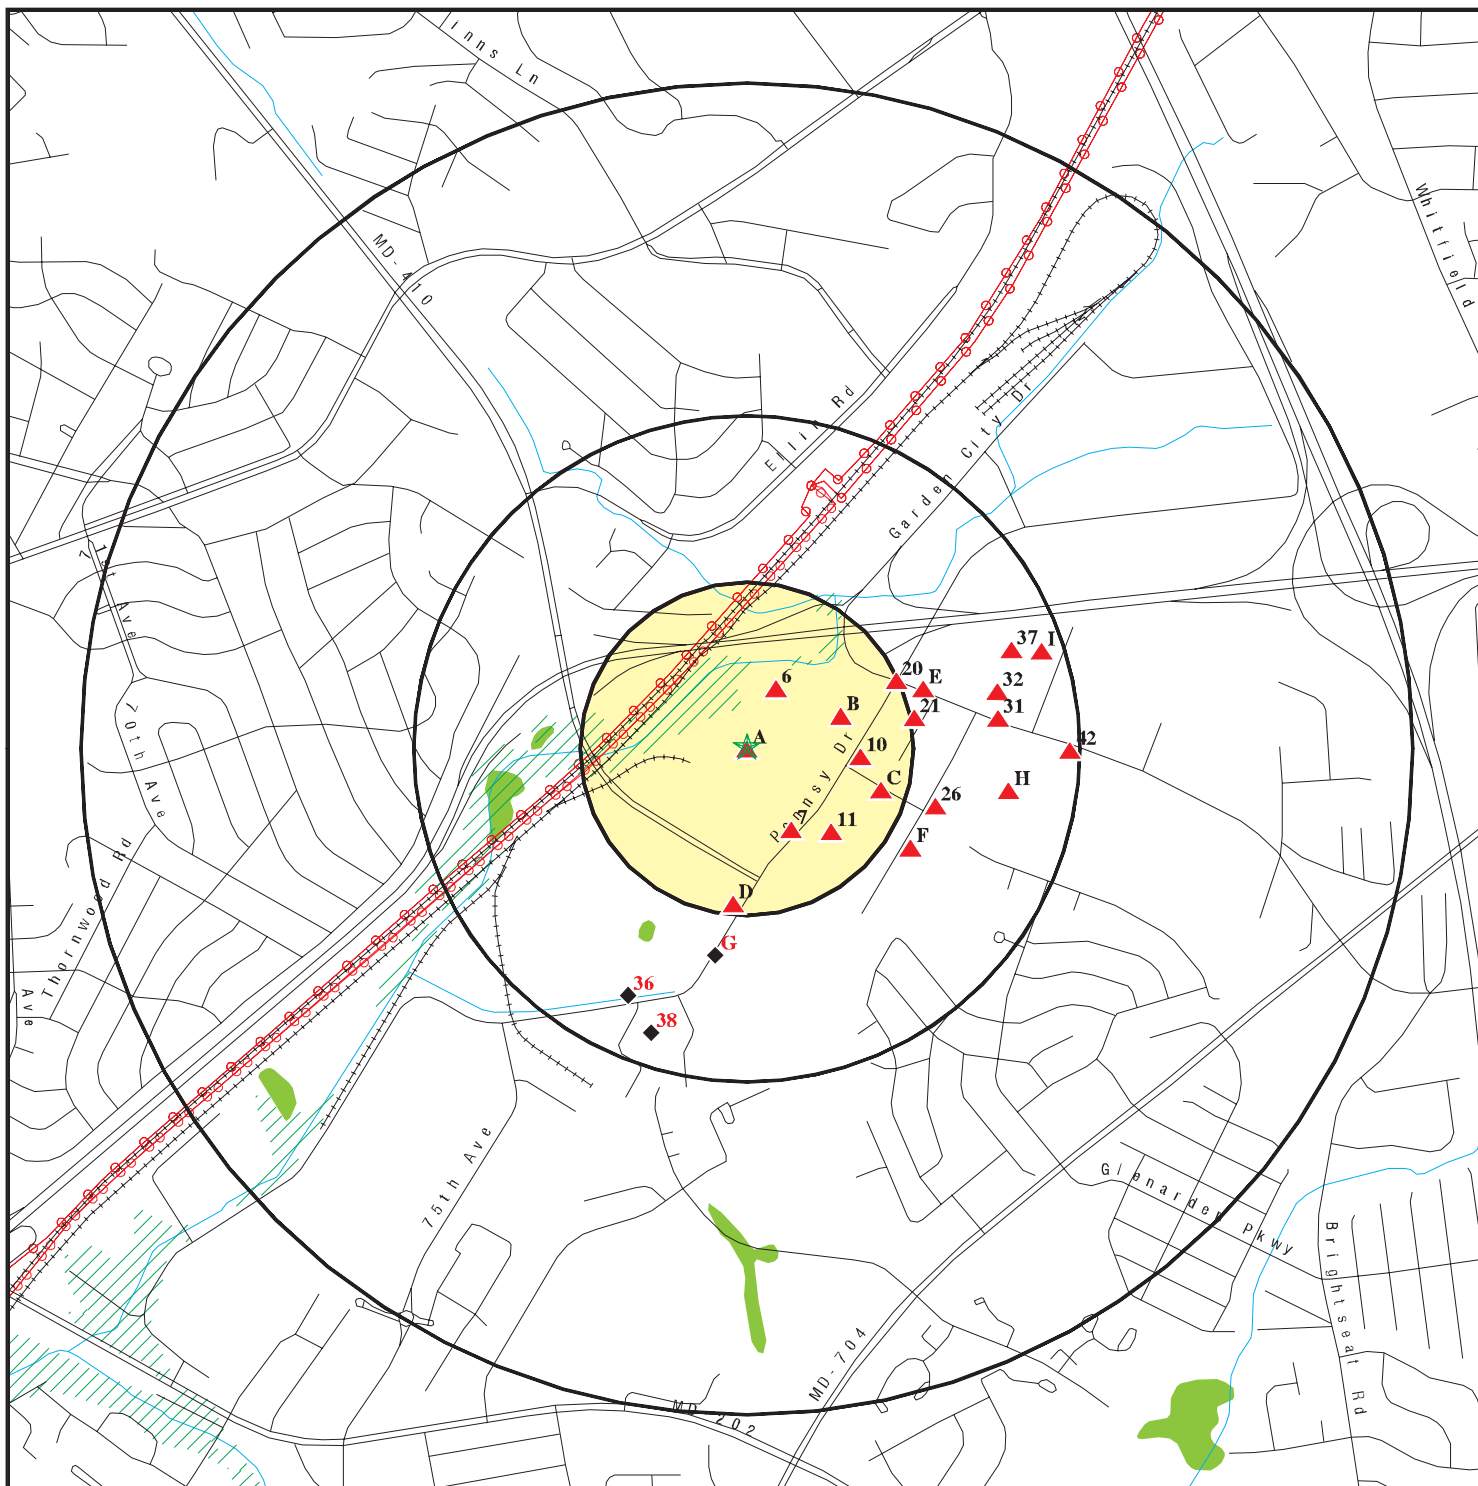 inns Ln
MD-410
Whitfield
Ellin Rd
Garden City Dr
71st Ave
70th Ave
37 I
20 E 32
6
B 21 31
A 10 42
Pennsy Dr
C 26 H
11
F
D
Thornwood Rd
Ave
G
36
38
75th Ave
Glenarden Pkwy
Brightseat Rd
MD-704
MD 202